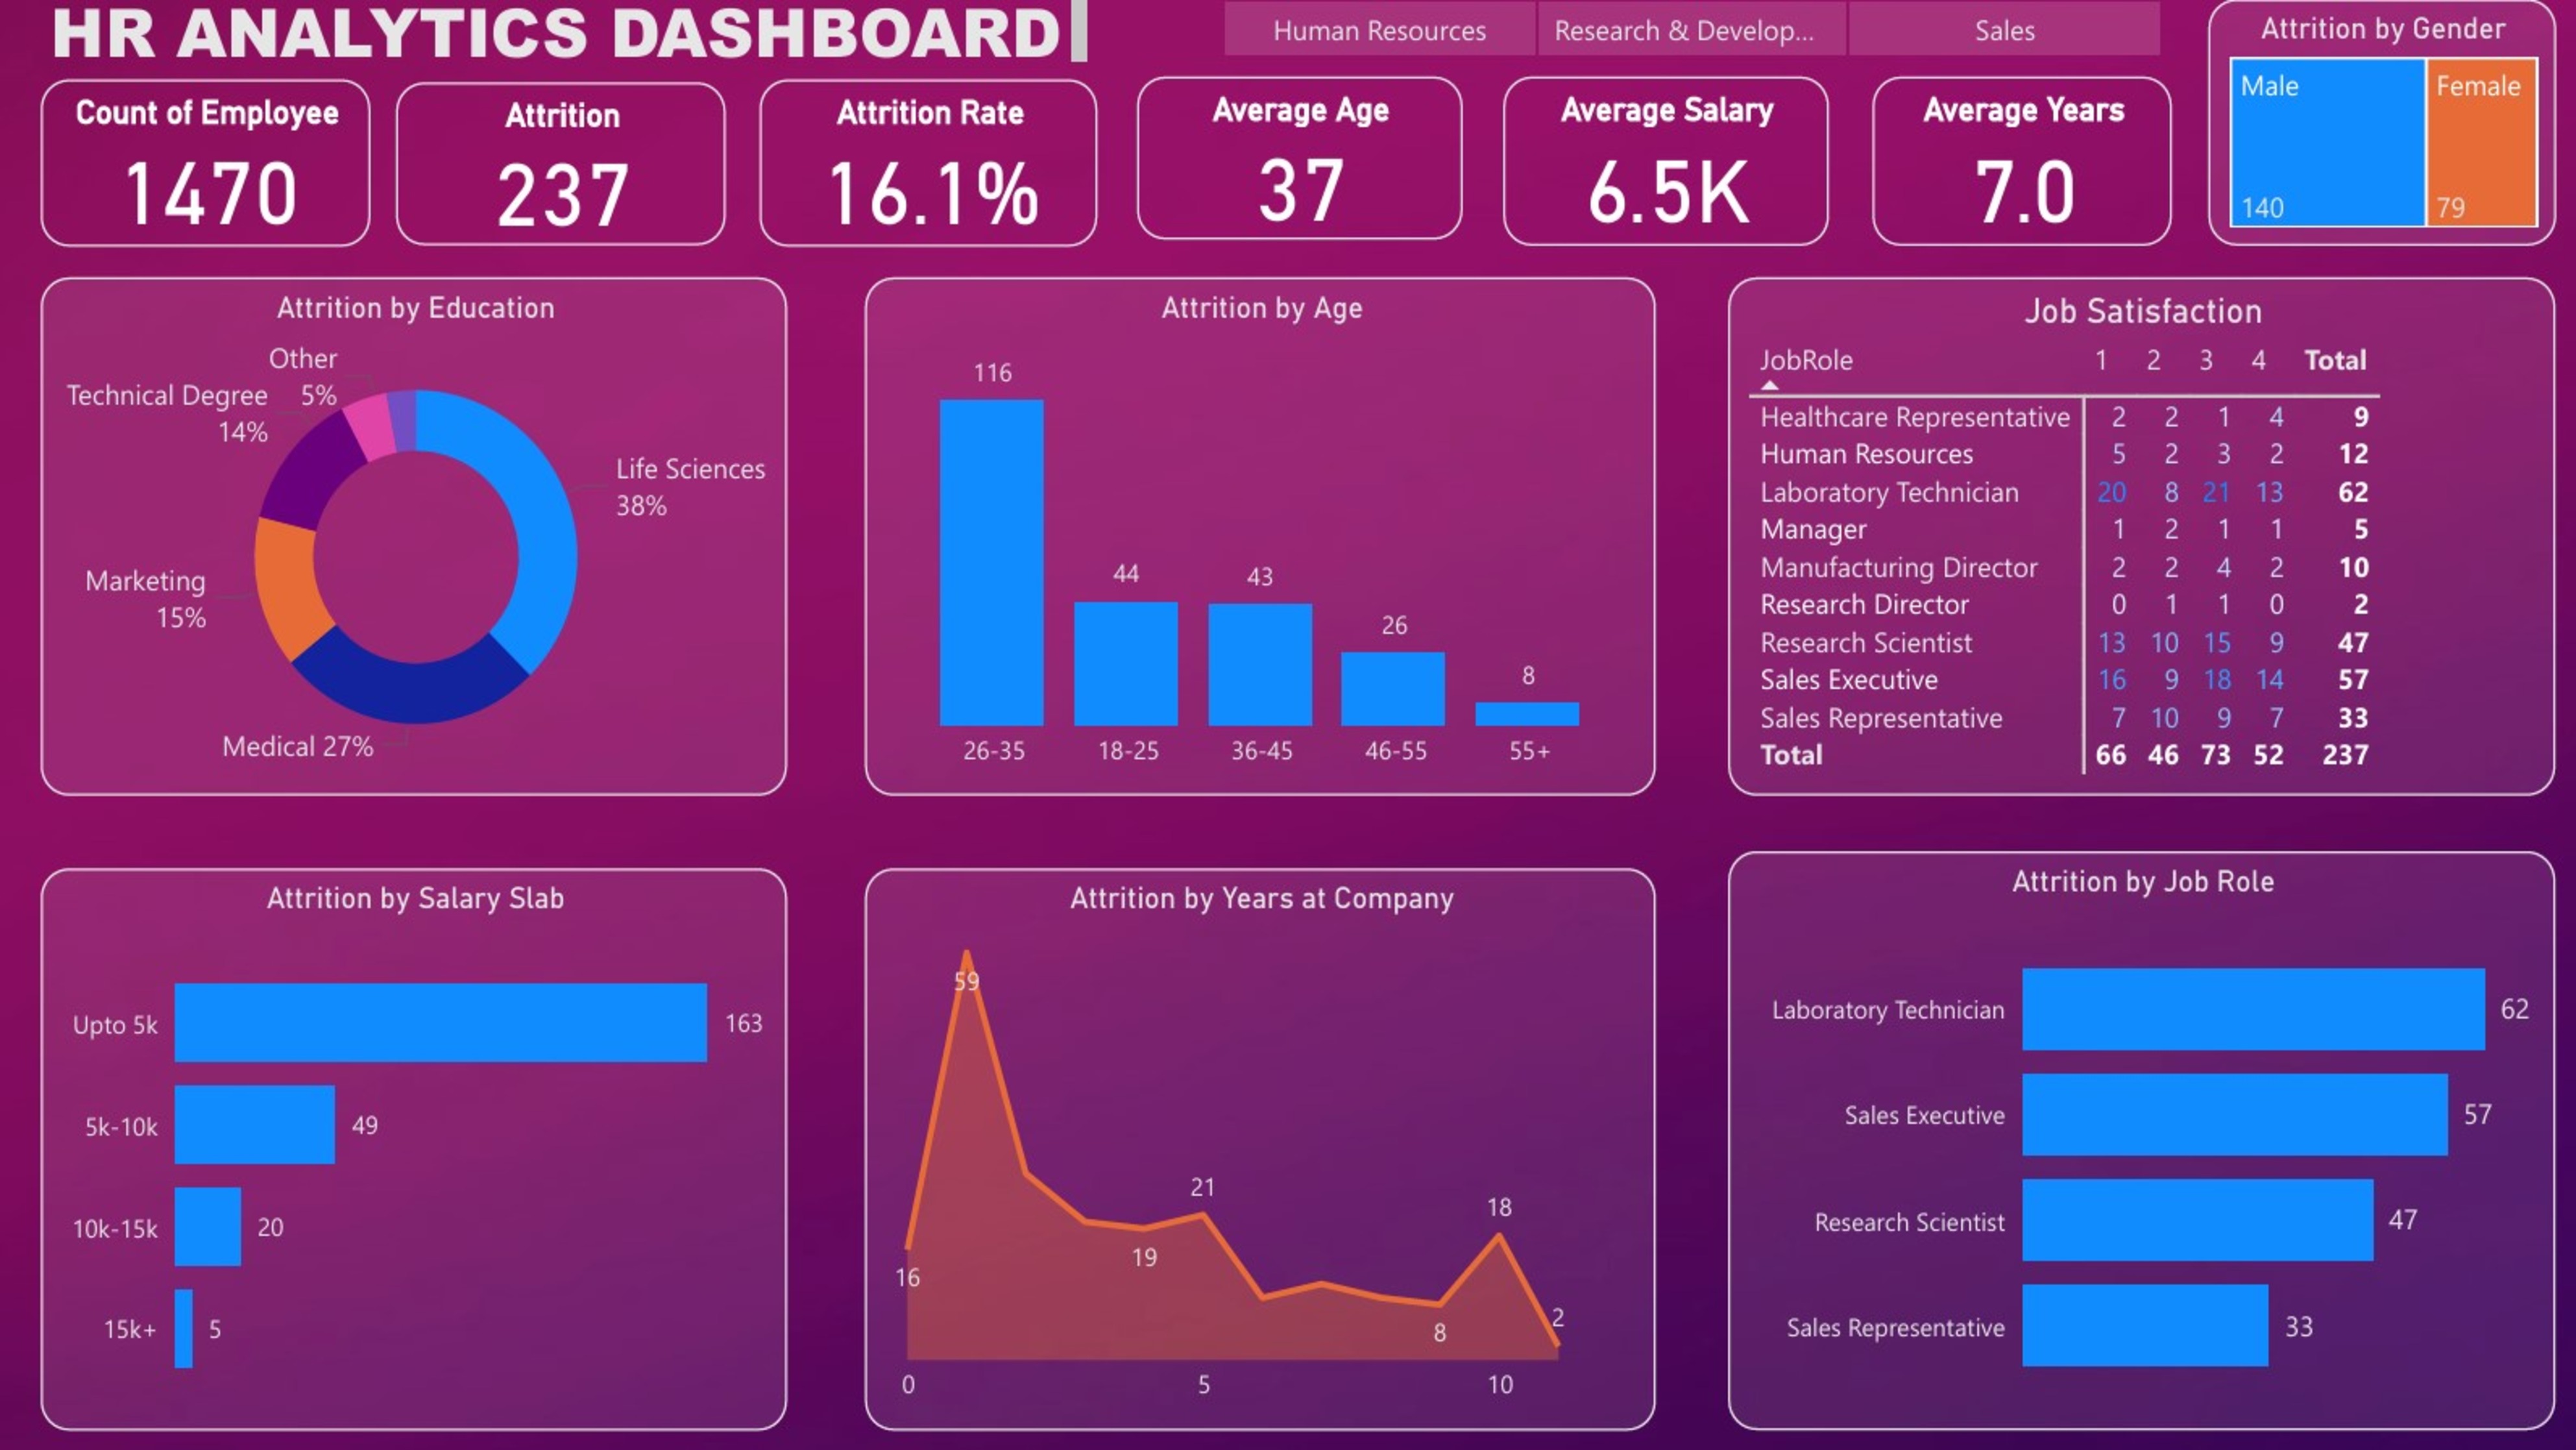 HR ANALYTICS DASHBOARD
Human Resources
Research & Develop...
Sales
Count of Employee
1470
Attrition
237
Attrition Rate
16.1%
Average Age
37
Average Salary
6.5K
Average Years
7.0
Attrition by Gender
Male
140
Female
79
Attrition by Education
Other
5%
Technical Degree
14%
Life Sciences
38%
Marketing
15%
Medical 27%
Attrition by Age
116
44
43
26
8
26-35 18-25 36-45 46-55 55+
Job Satisfaction
JobRole 1 2 3 4 Total
Healthcare Representative 2 2 1 4 9
Human Resources 5 2 3 2 12
Laboratory Technician 20 8 21 13 62
Manager 1 2 1 1 5
Manufacturing Director 2 2 4 2 10
Research Director 0 1 1 0 2
Research Scientist 13 10 15 9 47
Sales Executive 16 9 18 14 57
Sales Representative 7 10 9 7 33
Total 66 46 73 52 237
Attrition by Salary Slab
Upto 5k 163
5k-10k 49
10k-15k 20
15k+ 5
Attrition by Years at Company
59
21
18
19
16
2
8
0 5 10
Attrition by Job Role
Laboratory Technician 62
Sales Executive 57
Research Scientist 47
Sales Representative 33